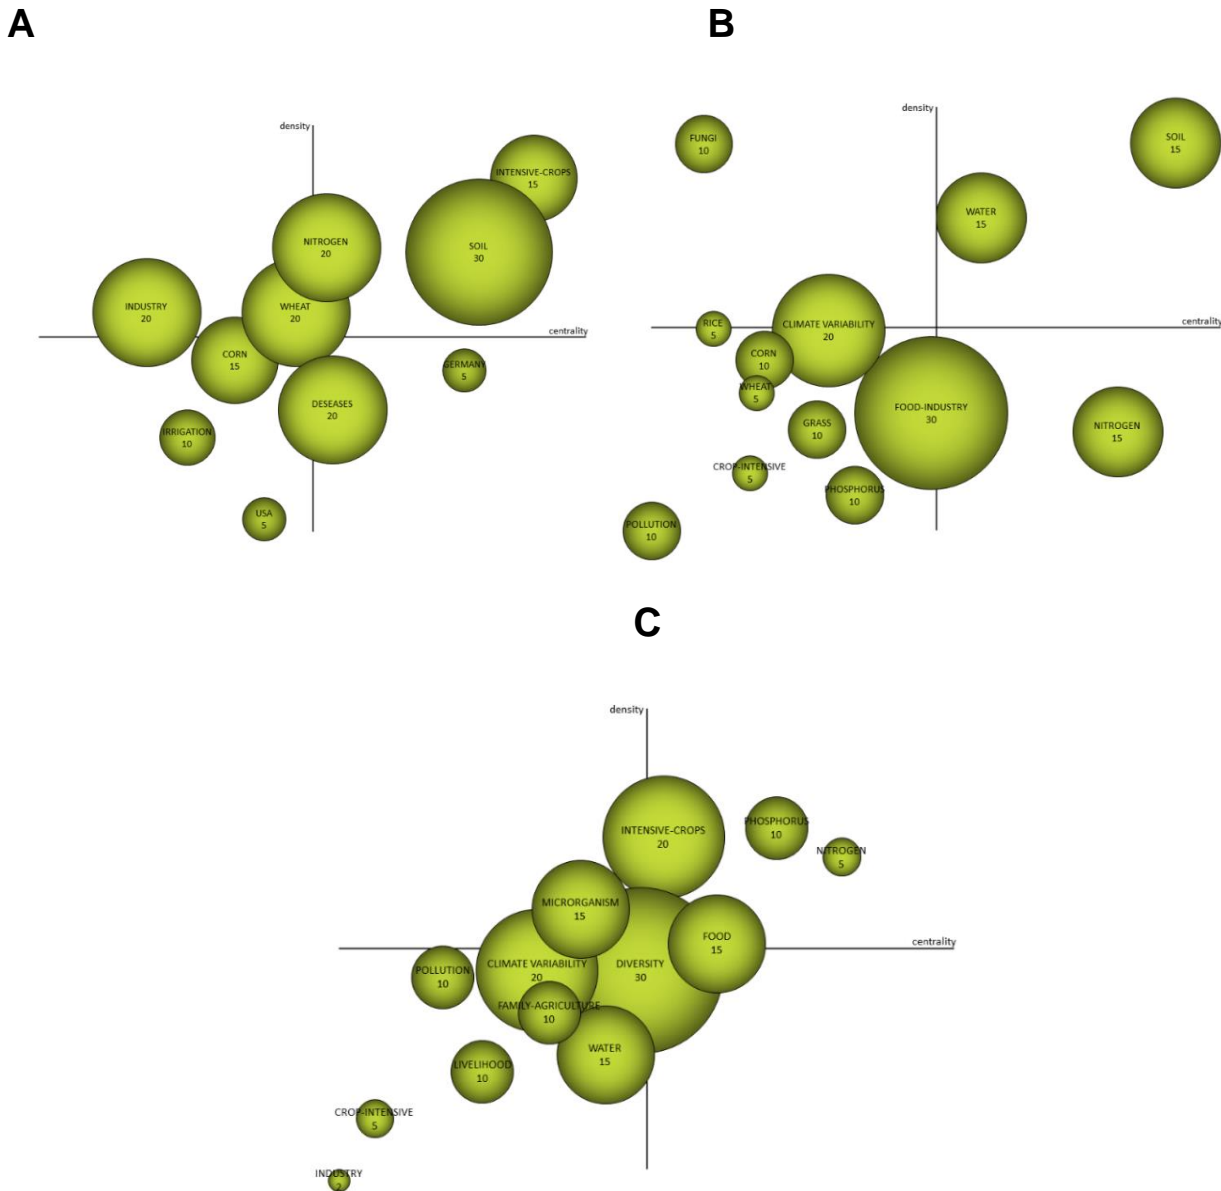 A
density
INTENSIVE-CROPS
15
NITROGEN
20
SOIL
30
INDUSTRY
20
WHEAT
20
centrality
CORN
15
GERMANY
5
DESEASES
20
IRRIGATION
10
USA
5
B
density
FUNGI
10
SOIL
15
WATER
15
RICE
5
CLIMATE VARIABILITY
20
centrality
CORN
10
WHEAT
5
FOOD-INDUSTRY
30
GRASS
10
NITROGEN
15
CROP-INTENSIVE
5
PHOSPHORUS
10
POLLUTION
10
C
density
INTENSIVE-CROPS
20
PHOSPHORUS
10
NITROGEN
5
MICRORGANISM
15
FOOD
15
centrality
POLLUTION
10
CLIMATE VARIABILITY
20
DIVERSITY
30
FAMILY-AGRICULTURE
10
WATER
15
LIVELIHOOD
10
CROP-INTENSIVE
5
INDUSTRY
2